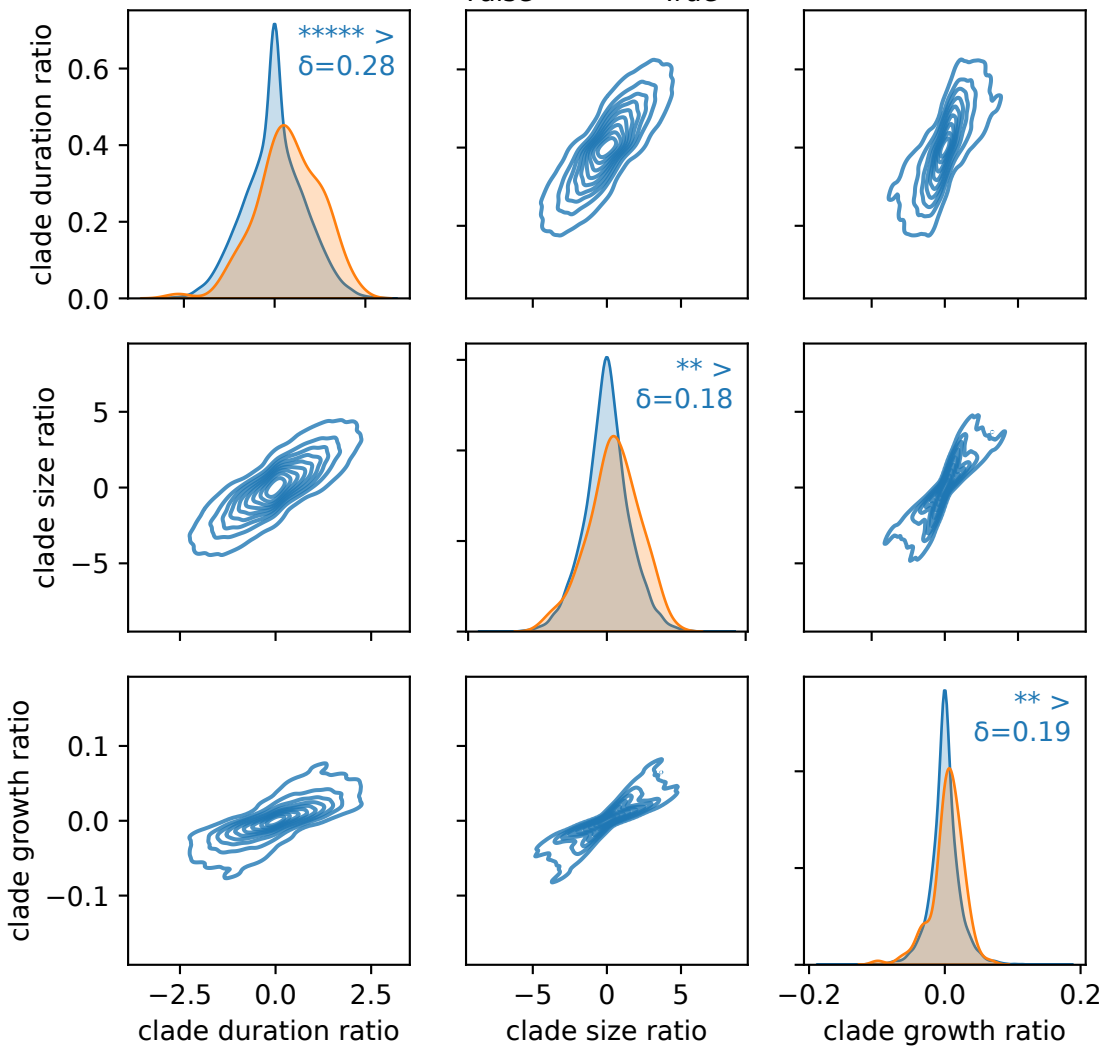 clade duration ratio
0.6
0.4
0.2
0.0
***** >
δ=0.28
clade size ratio
5
0
−5
** >
δ=0.18
clade growth ratio
0.1
0.0
−0.1
** >
δ=0.19
−2.5 0.0 2.5
−5 0 5
−0.2 0.0 0.2
clade duration ratio
clade size ratio
clade growth ratio